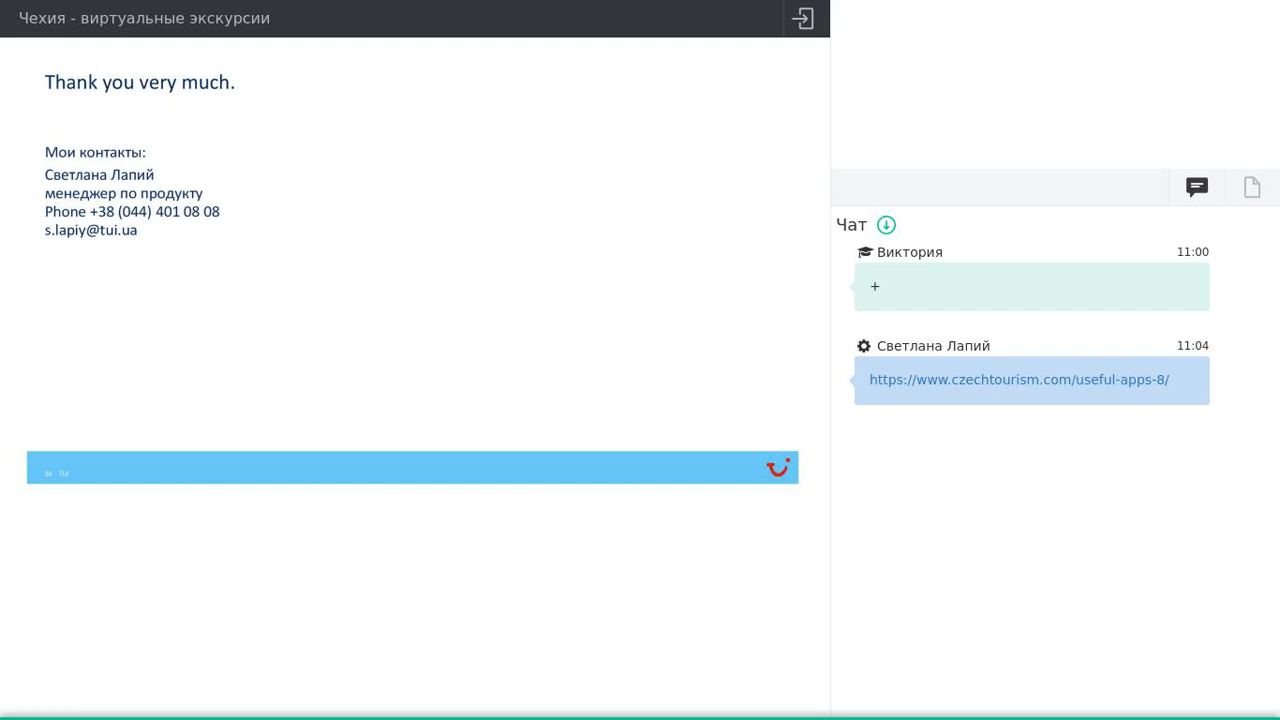 Чехия - виртуальные экскурсии
Thank you very much.
Мои контакты:
Светлана Лапий
менеджер по продукту
Phone +38 (044) 401 08 08
s.lapiy@tui.ua
26 TUI
Чат
Виктория 11:00
+
Светлана Лапий 11:04
https://www.czechtourism.com/useful-apps-8/